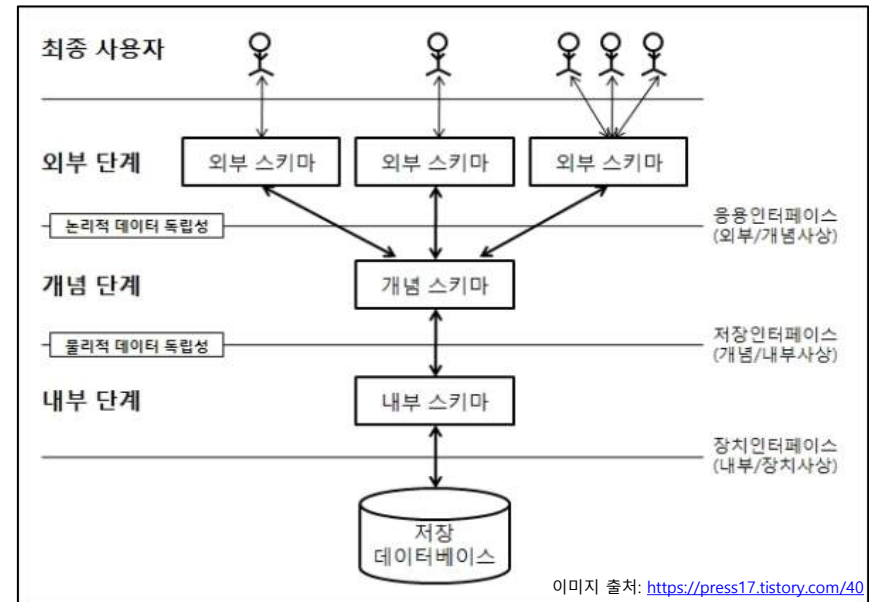 최종 사용자
외부 단계
외부 스키마
외부 스키마
외부 스키마
논리적 데이터 독립성
응용인터페이스
(외부/개념사상)
개념 단계
개념 스키마
물리적 데이터 독립성
저장인터페이스
(개념/내부사상)
내부 단계
내부 스키마
장치인터페이스
(내부/장치사상)
저장
데이터베이스
이미지 출처: https://press17.tistory.com/40